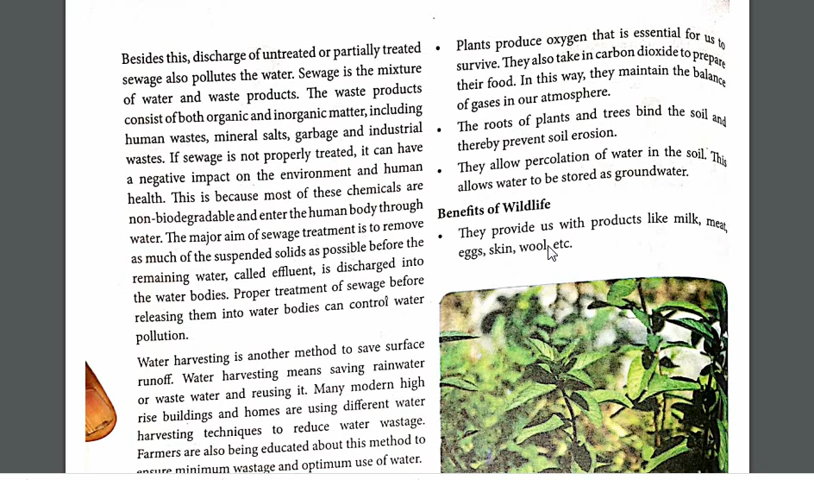 Besides this, discharge of untreated or partially treated
sewage also pollutes the water. Sewage is the mixture
of water and waste products. The waste products
consist of both organic and inorganic matter, including
human wastes, mineral salts, garbage and industrial
wastes. If sewage is not properly treated, it can have
a negative impact on the environment and human
health. This is because most of these chemicals are
non-biodegradable and enter the human body through
water. The major aim of sewage treatment is to remove
as much of the suspended solids as possible before the
remaining water, called effluent, is discharged into
the water bodies. Proper treatment of sewage before
releasing them into water bodies can control water
pollution.
Water harvesting is another method to save surface
runoff. Water harvesting means saving rainwater
or waste water and reusing it. Many modern high
rise buildings and homes are using different water
harvesting techniques to reduce water wastage.
Farmers are also being educated about this method to
ensure minimum wastage and optimum use of water.
• Plants produce oxygen that is essential for us to
survive. They also take in carbon dioxide to prepare
their food. In this way, they maintain the balance
of gases in our atmosphere.
• The roots of plants and trees bind the soil and
thereby prevent soil erosion.
• They allow percolation of water in the soil. This
allows water to be stored as groundwater.
Benefits of Wildlife
• They provide us with products like milk, meat,
eggs, skin, wool, etc.